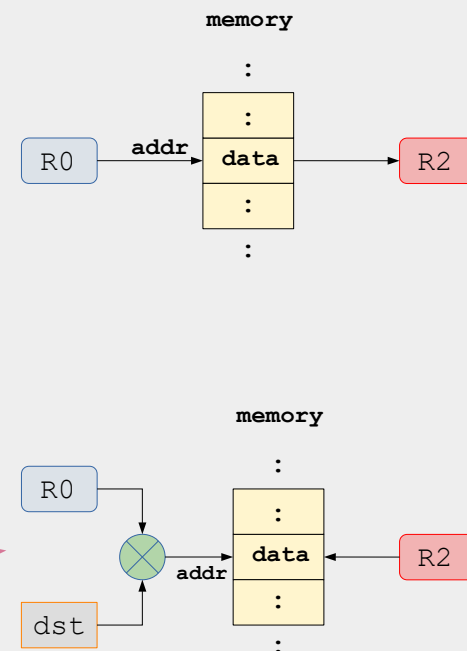 memory
:
:
R0
addr
data
R2
:
:
memory
:
R0
:
data
R2
addr
:
dst
: